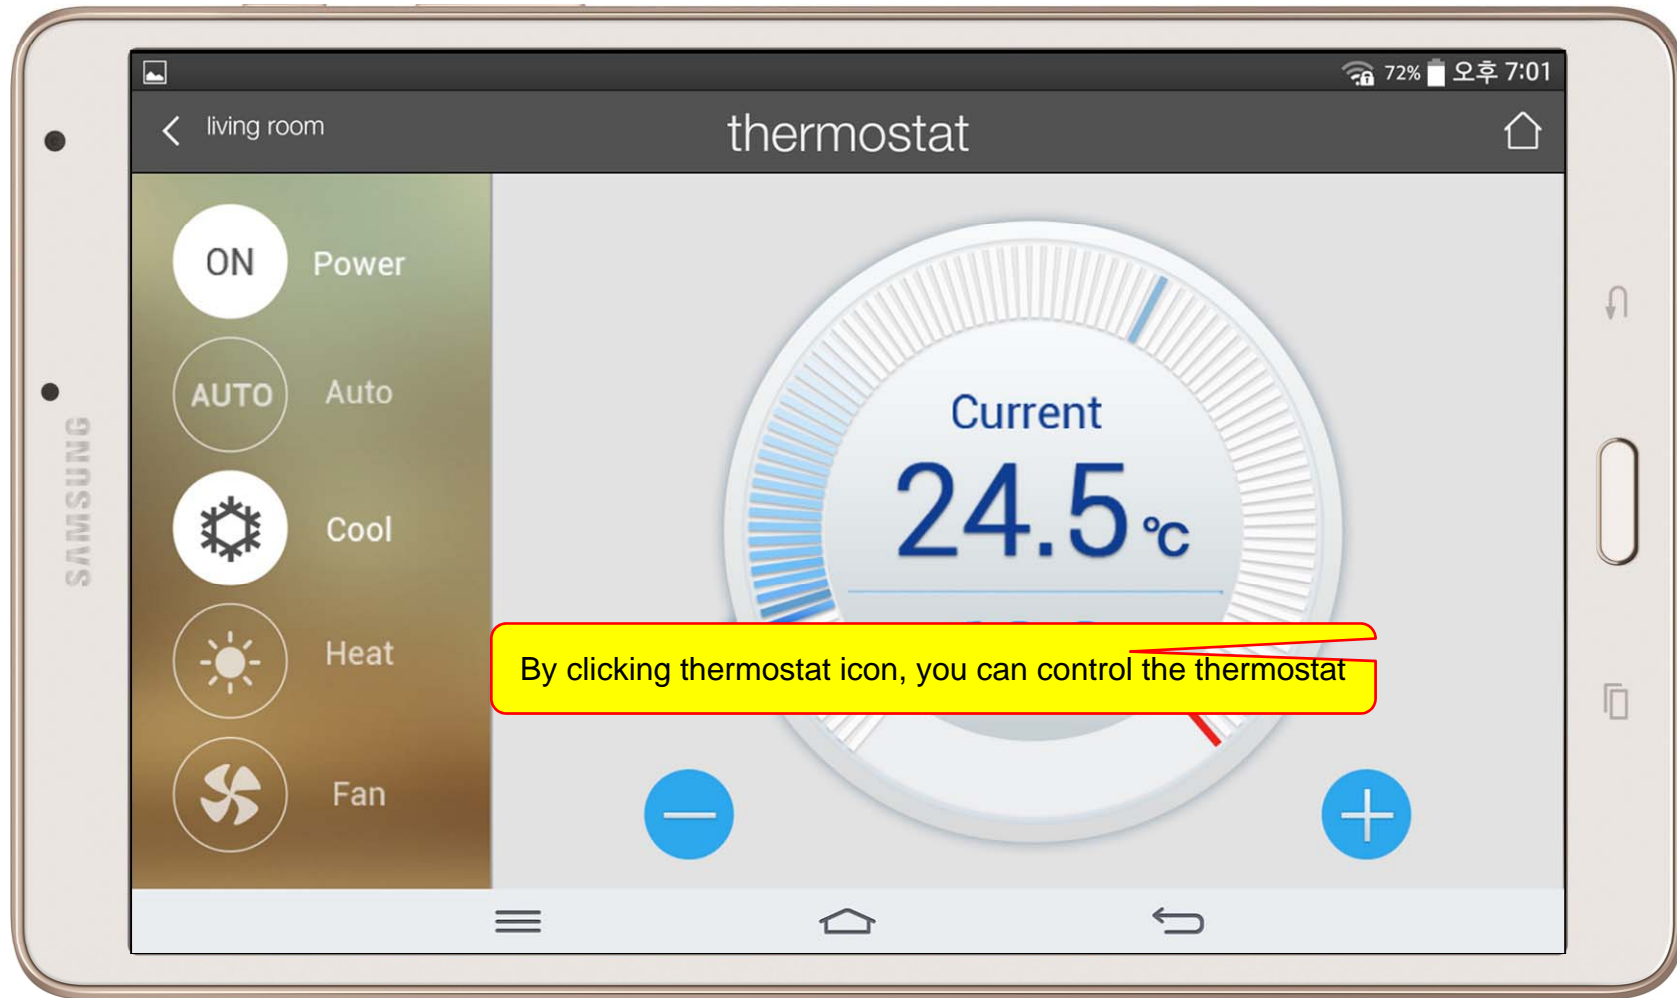 72% 오후 7:01
living room
thermostat
ON Power
AUTO Auto
Cool
Heat
Fan
Current
24.5 °C
By clicking thermostat icon, you can control the thermostat
SAMSUNG